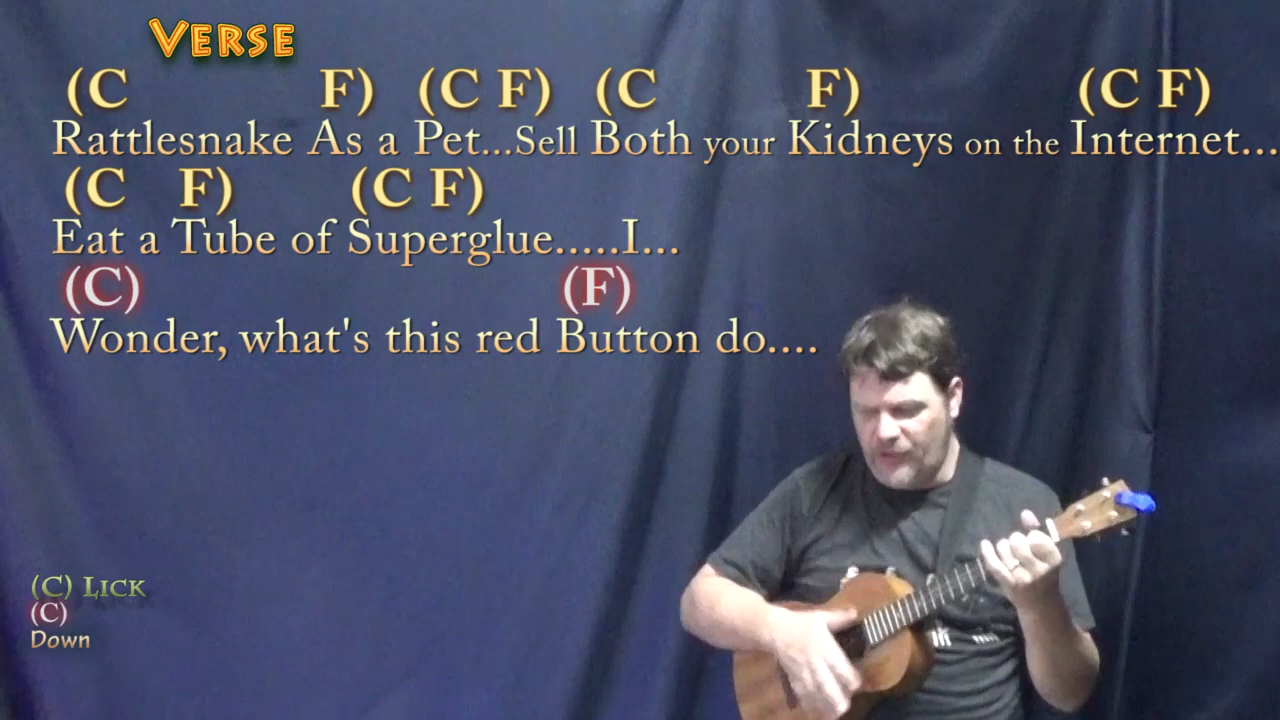 VERSE
(C F) (C F) (C F) (C F)
Rattlesnake As a Pet...Sell Both your Kidneys on the Internet...
(C F) (C F)
Eat a Tube of Superglue.....I...
(C) (F)
Wonder, what's this red Button do....
(C) LICK
(C)
Down